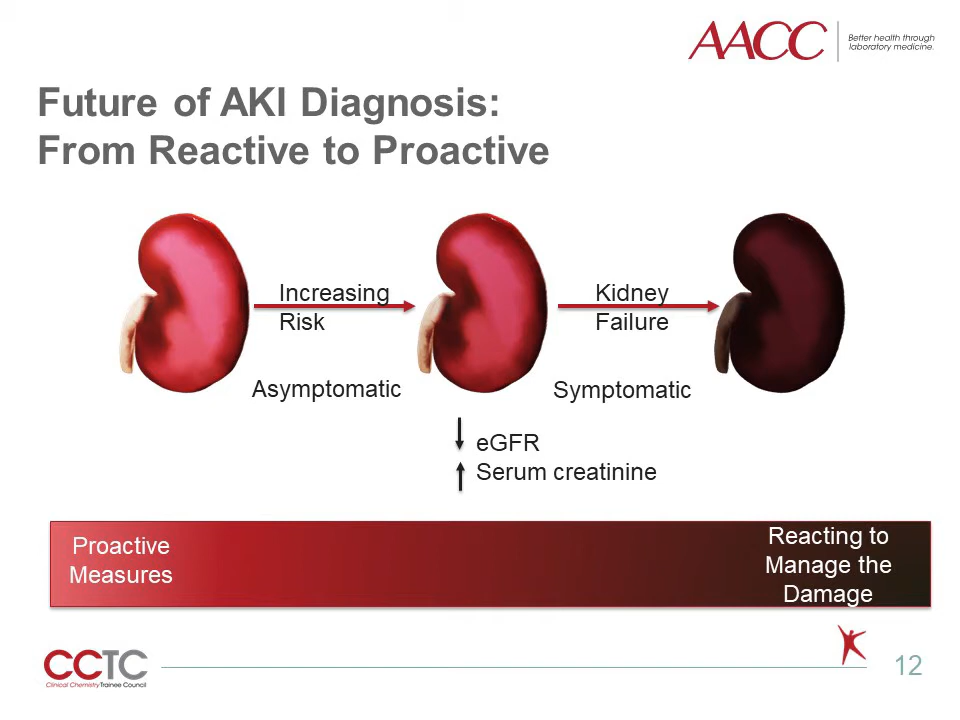 AACC
Better health through
laboratory medicine.
Future of AKI Diagnosis:
From Reactive to Proactive
Increasing
Risk
Kidney
Failure
Asymptomatic
Symptomatic
eGFR
Serum creatinine
Proactive
Measures
Reacting to
Manage the
Damage
CCTC
Clinical Chemistry Trainee Council
12